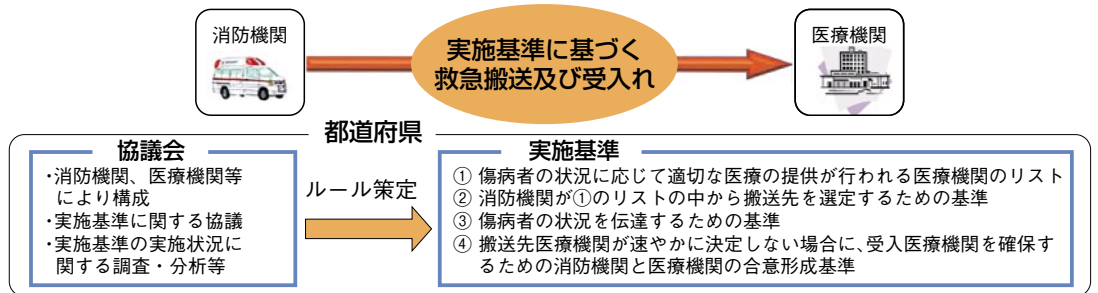 消防機関
実施基準に基づく
救急搬送及び受入れ
医療機関
都道府県
協議会
・消防機関、医療機関等
により構成
・実施基準に関する協議
・実施基準の実施状況に
関する調査・分析等
ルール策定
実施基準
① 傷病者の状況に応じて適切な医療の提供が行われる医療機関のリスト
② 消防機関が①のリストの中から搬送先を選定するための基準
③ 傷病者の状況を伝達するための基準
④ 搬送先医療機関が速やかに決定しない場合に、受入医療機関を確保す
るための消防機関と医療機関の合意形成基準